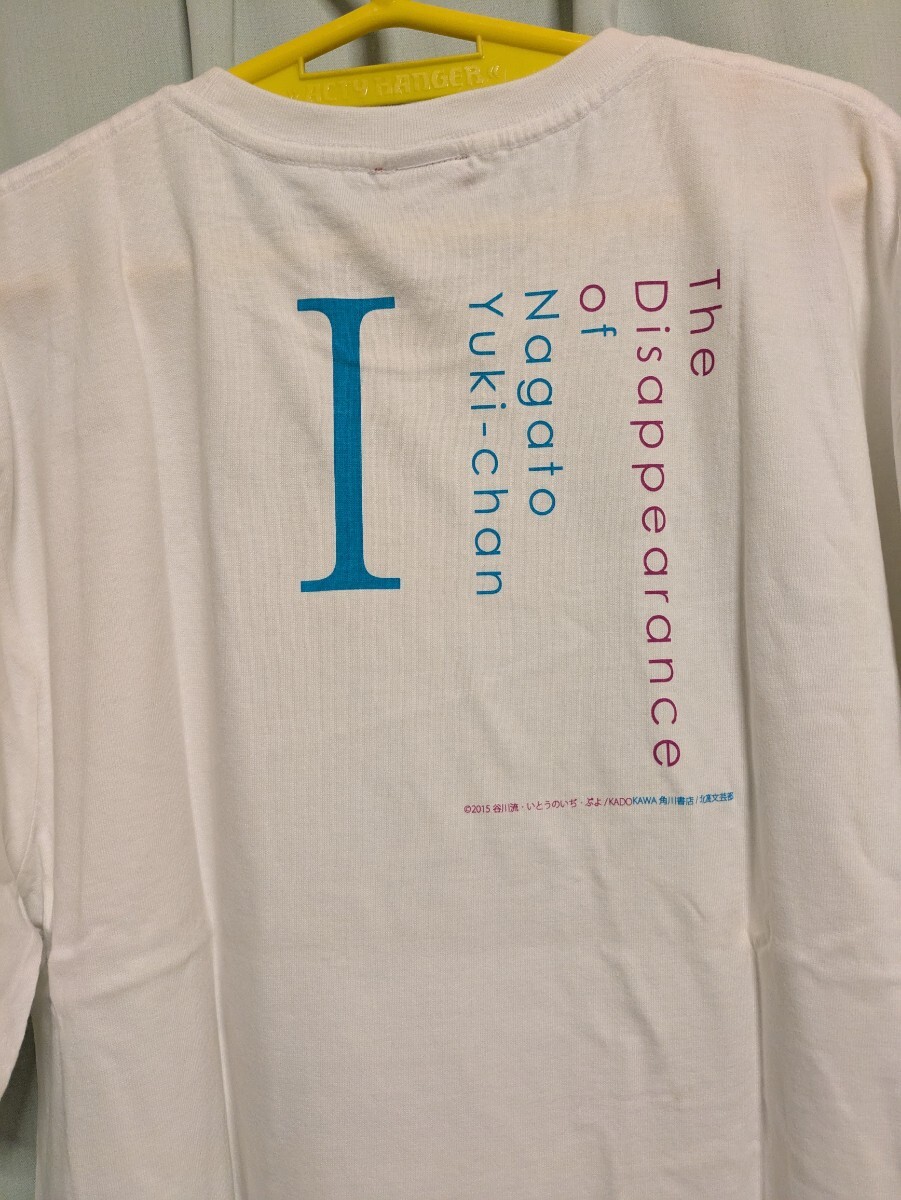 The
Disappearance
of
Nagato
Yuki-chan
I
©2015 谷川流・いとうのいぢ・ぷよ/KADOKAWA 角川書店/北高文芸部